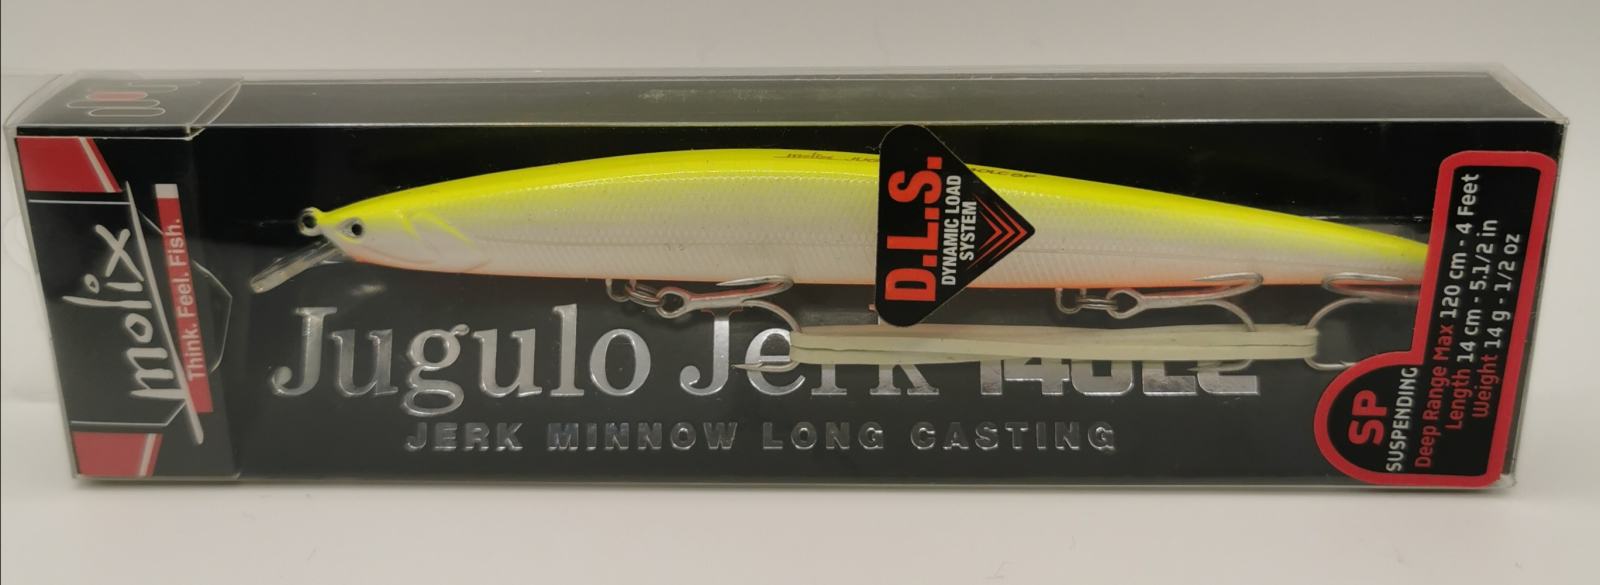 molix
Think. Feel. Fish.
molix
D.L.S.
DYNAMIC LOAD
SYSTEM
Jugulo Jerk
JERK MINNOW LONG CASTING
SP
SUSPENDING
Deep Range Max 120 cm - 4 Feet
Length 14 cm - 5.1/2 in
Weight 14 g - 1/2 oz